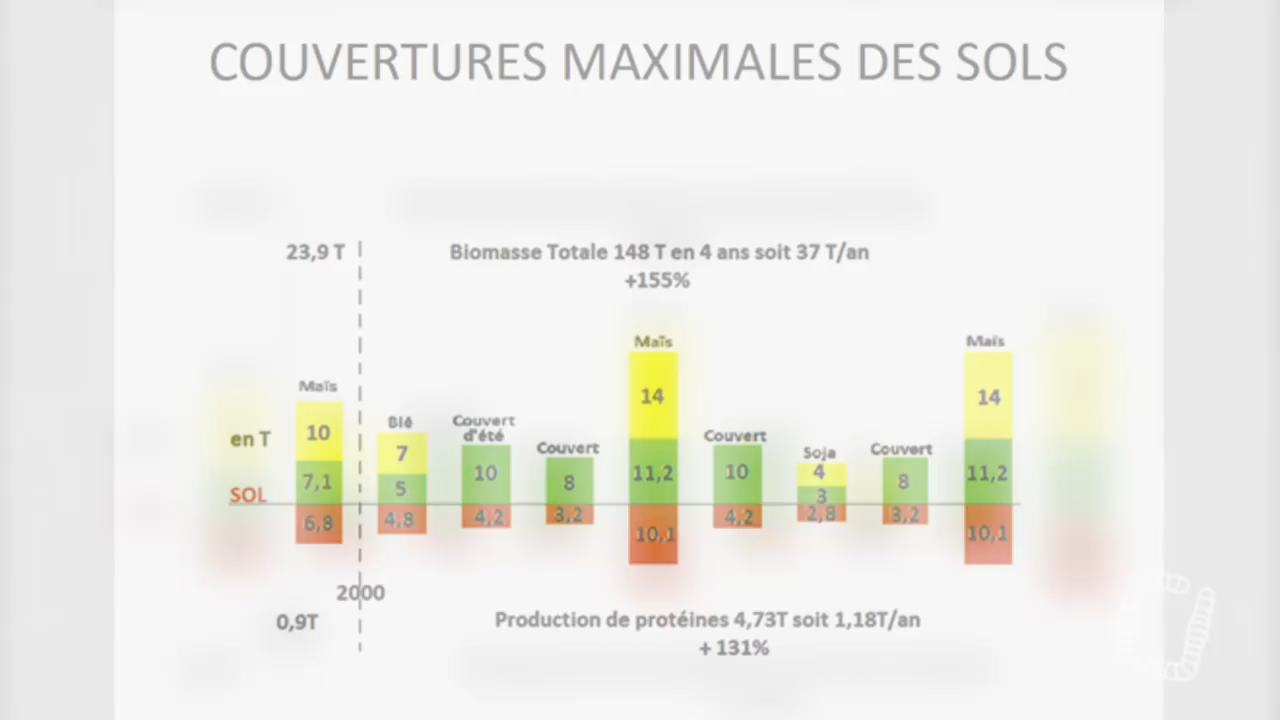 COUVERTURES MAXIMALES DES SOLS
23,9 T
Biomasse Totale 148 T en 4 ans soit 37 T/an
+155%
Maïs
Maïs
Maïs
Blé
Couvert
d'été
Couvert
Couvert
Soja
Couvert
en T
10
7
10
8
14
10
4
8
14
7,1
5
11,2
3
11,2
SOL
6,8
4,8
4,2
3,2
10,1
4,2
2,8
3,2
10,1
2000
0,9T
Production de protéines 4,73T soit 1,18T/an
+ 131%